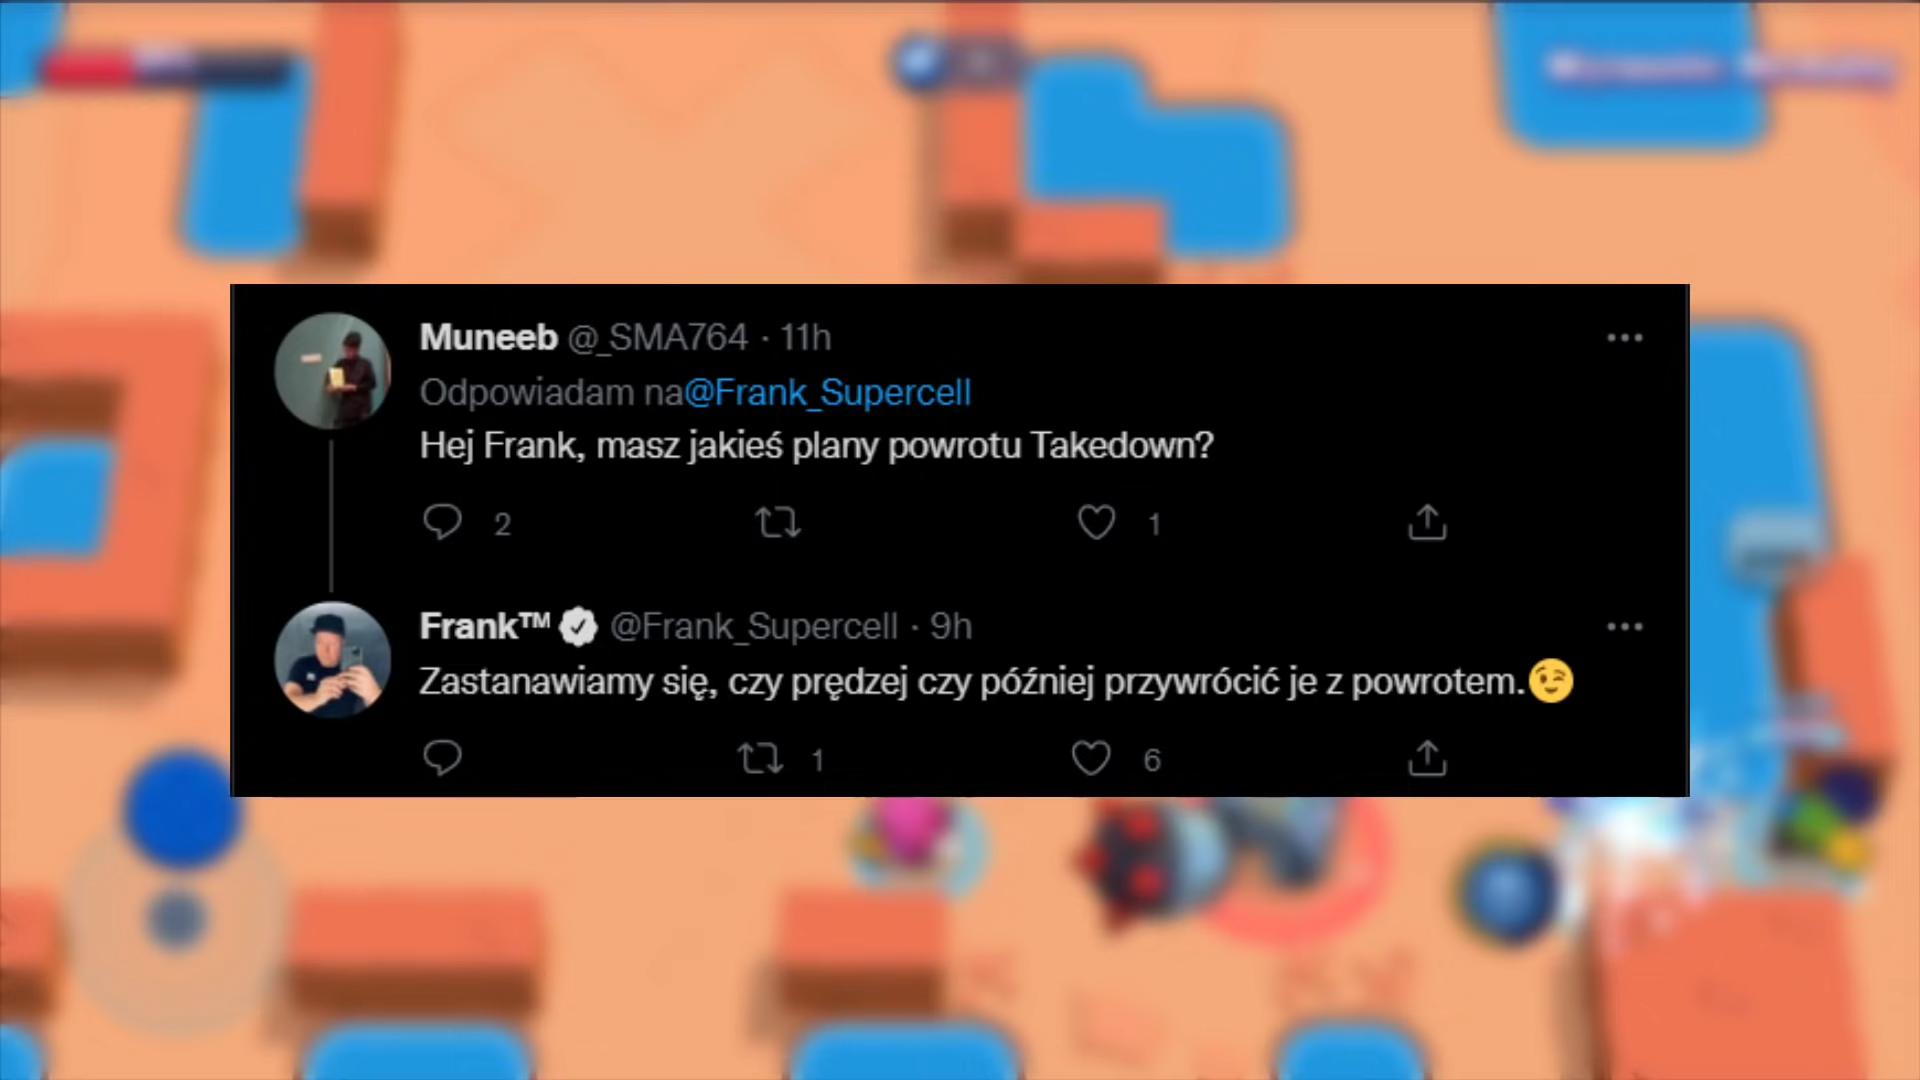 Muneeb @_SMA764 · 11h
Odpowiadam na@Frank_Supercell
Hej Frank, masz jakieś plany powrotu Takedown?
2 1
Frank™ @Frank_Supercell · 9h
Zastanawiamy się, czy prędzej czy później przywrócić je z powrotem.😉
1 6